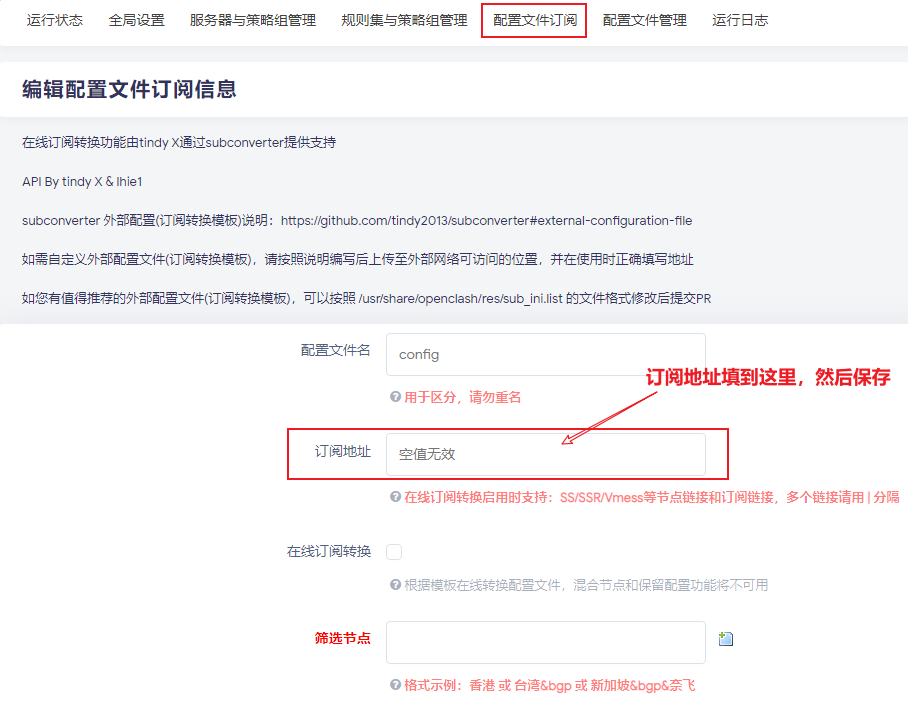 运行状态 全局设置 服务器与策略组管理 规则集与策略组管理 配置文件订阅 配置文件管理 运行日志
编辑配置文件订阅信息
在线订阅转换功能由tindy X通过subconverter提供支持
API By tindy X & lhie1
subconverter 外部配置(订阅转换模板)说明：https://github.com/tindy2013/subconverter#external-configuration-file
如需自定义外部配置文件(订阅转换模板)，请按照说明编写后上传至外部网络可访问的位置，并在使用时正确填写地址
如您有值得推荐的外部配置文件(订阅转换模板)，可以按照 /usr/share/openclash/res/sub_ini.list 的文件格式修改后提交PR
配置文件名 config
用于区分，请勿重名
订阅地址填到这里，然后保存
订阅地址 空值无效
在线订阅转换启用时支持：SS/SSR/Vmess等节点链接和订阅链接，多个链接请用 | 分隔
在线订阅转换
根据模板在线转换配置文件，混合节点和保留配置功能将不可用
筛选节点
格式示例：香港 或 台湾&bgp 或 新加坡&bgp&奈飞